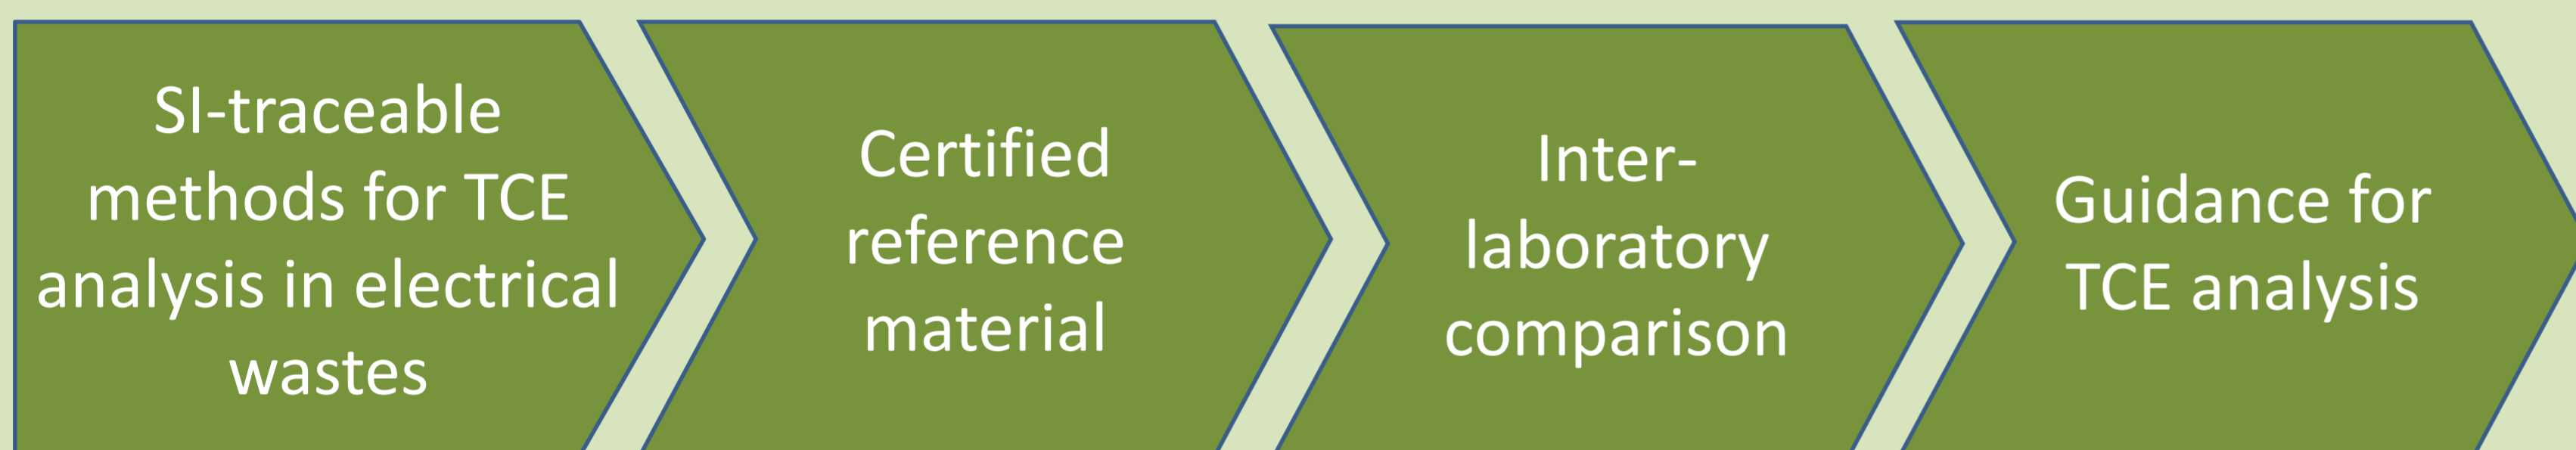 SI-traceable
methods for TCE
analysis in electrical
wastes
Certified
reference
material
Inter-
laboratory
comparison
Guidance for
TCE analysis